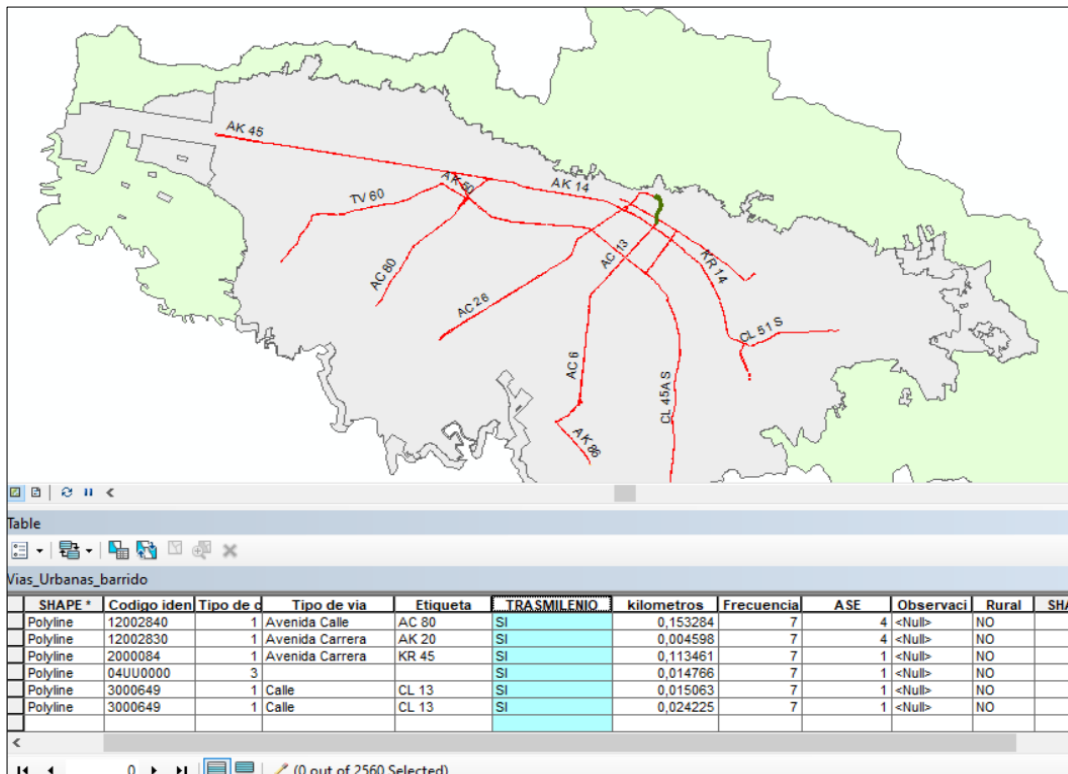 AK 45
AK 14
TV 60
AC 80
AC 26
AC 13
KR 14
CL 51 S
AC 6
CL 45A S
AK 86
Table
Vias_Urbanas_barrido
SHAPE * Codigo iden Tipo de c Tipo de via Etiqueta TRASMILENIO kilometros Frecuencia ASE Observaci Rural SHA
Polyline 12002840 1 Avenida Calle AC 80 SI 0,153284 7 4 <Null> NO
Polyline 12002830 1 Avenida Carrera AK 20 SI 0,004598 7 4 <Null> NO
Polyline 2000084 1 Avenida Carrera KR 45 SI 0,113461 7 1 <Null> NO
Polyline 04UU0000 3 SI 0,014766 7 1 <Null> NO
Polyline 3000649 1 Calle CL 13 SI 0,015063 7 1 <Null> NO
Polyline 3000649 1 Calle CL 13 SI 0,024225 7 1 <Null> NO
0 (0 out of 2560 Selected)